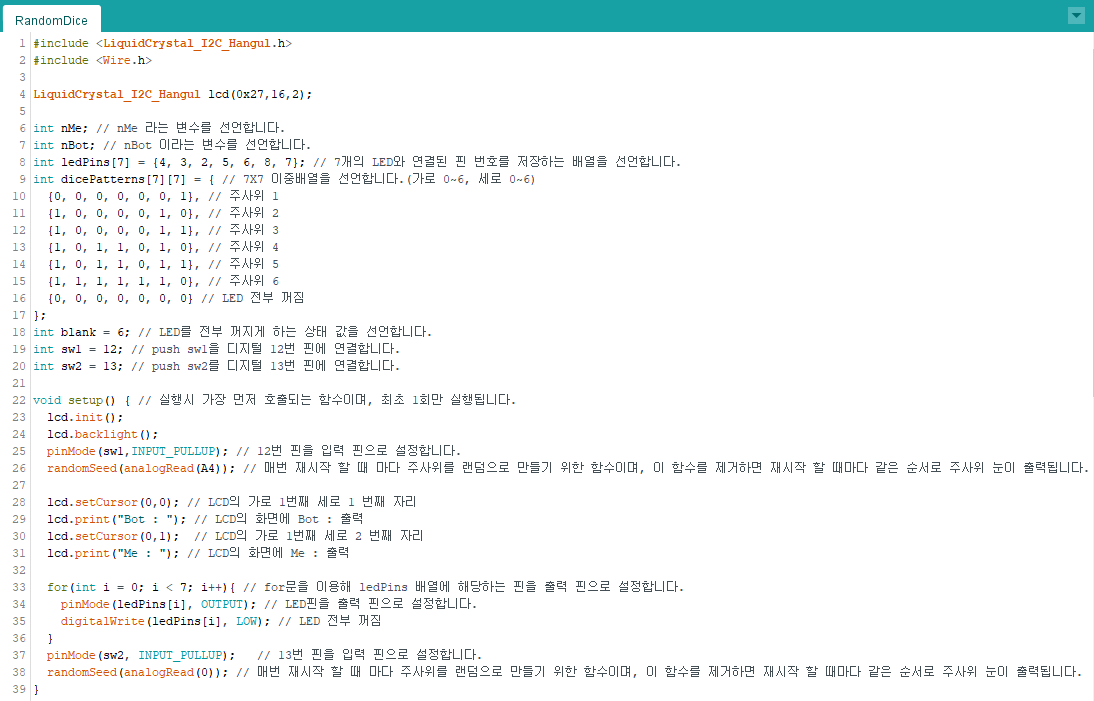 RandomDice
1 #include <LiquidCrystal_I2C_Hangul.h>
2 #include <Wire.h>
3
4 LiquidCrystal_I2C_Hangul lcd(0x27,16,2);
5
6 int nMe; // nMe 라는 변수를 선언합니다.
7 int nBot; // nBot 이라는 변수를 선언합니다.
8 int ledPins[7] = {4, 3, 2, 5, 6, 8, 7}; // 7개의 LED와 연결된 핀 번호를 저장하는 배열을 선언합니다.
9 int dicePatterns[7][7] = { // 7X7 이중배열을 선언합니다.(가로 0~6, 세로 0~6)
10   {0, 0, 0, 0, 0, 0, 1}, // 주사위 1
11   {1, 0, 0, 0, 0, 1, 0}, // 주사위 2
12   {1, 0, 0, 0, 0, 1, 1}, // 주사위 3
13   {1, 0, 1, 1, 0, 1, 0}, // 주사위 4
14   {1, 0, 1, 1, 0, 1, 1}, // 주사위 5
15   {1, 1, 1, 1, 1, 1, 0}, // 주사위 6
16   {0, 0, 0, 0, 0, 0, 0} // LED 전부 꺼짐
17 };
18 int blank = 6; // LED를 전부 꺼지게 하는 상태 값을 선언합니다.
19 int sw1 = 12; // push sw1을 디지털 12번 핀에 연결합니다.
20 int sw2 = 13; // push sw2를 디지털 13번 핀에 연결합니다.
21
22 void setup() { // 실행시 가장 먼저 호출되는 함수이며, 최초 1회만 실행됩니다.
23   lcd.init();
24   lcd.backlight();
25   pinMode(sw1,INPUT_PULLUP); // 12번 핀을 입력 핀으로 설정합니다.
26   randomSeed(analogRead(A4)); // 매번 재시작 할 때 마다 주사위를 랜덤으로 만들기 위한 함수이며, 이 함수를 제거하면 재시작 할 때마다 같은 순서로 주사위 눈이 출력됩니다.
27
28   lcd.setCursor(0,0); // LCD의 가로 1번째 세로 1 번째 자리
29   lcd.print("Bot : "); // LCD의 화면에 Bot : 출력
30   lcd.setCursor(0,1);  // LCD의 가로 1번째 세로 2 번째 자리
31   lcd.print("Me : "); // LCD의 화면에 Me : 출력
32
33   for(int i = 0; i < 7; i++){ // for문을 이용해 ledPins 배열에 해당하는 핀을 출력 핀으로 설정합니다.
34     pinMode(ledPins[i], OUTPUT); // LED핀을 출력 핀으로 설정합니다.
35     digitalWrite(ledPins[i], LOW); // LED 전부 꺼짐
36   }
37   pinMode(sw2, INPUT_PULLUP);   // 13번 핀을 입력 핀으로 설정합니다.
38   randomSeed(analogRead(0)); // 매번 재시작 할 때 마다 주사위를 랜덤으로 만들기 위한 함수이며, 이 함수를 제거하면 재시작 할 때마다 같은 순서로 주사위 눈이 출력됩니다.
39 }